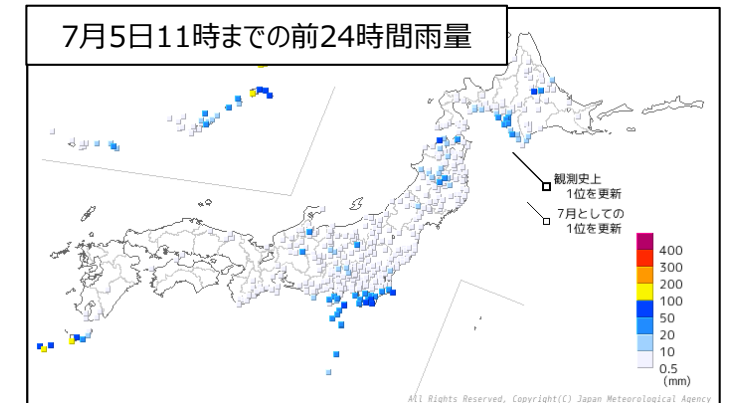 7月5日11時までの前24時間雨量
観測史上
1位を更新
7月としての
1位を更新
400
300
200
100
50
20
10
0.5
(mm)
All Rights Reserved, Copyright(C) Japan Meteorological Agency